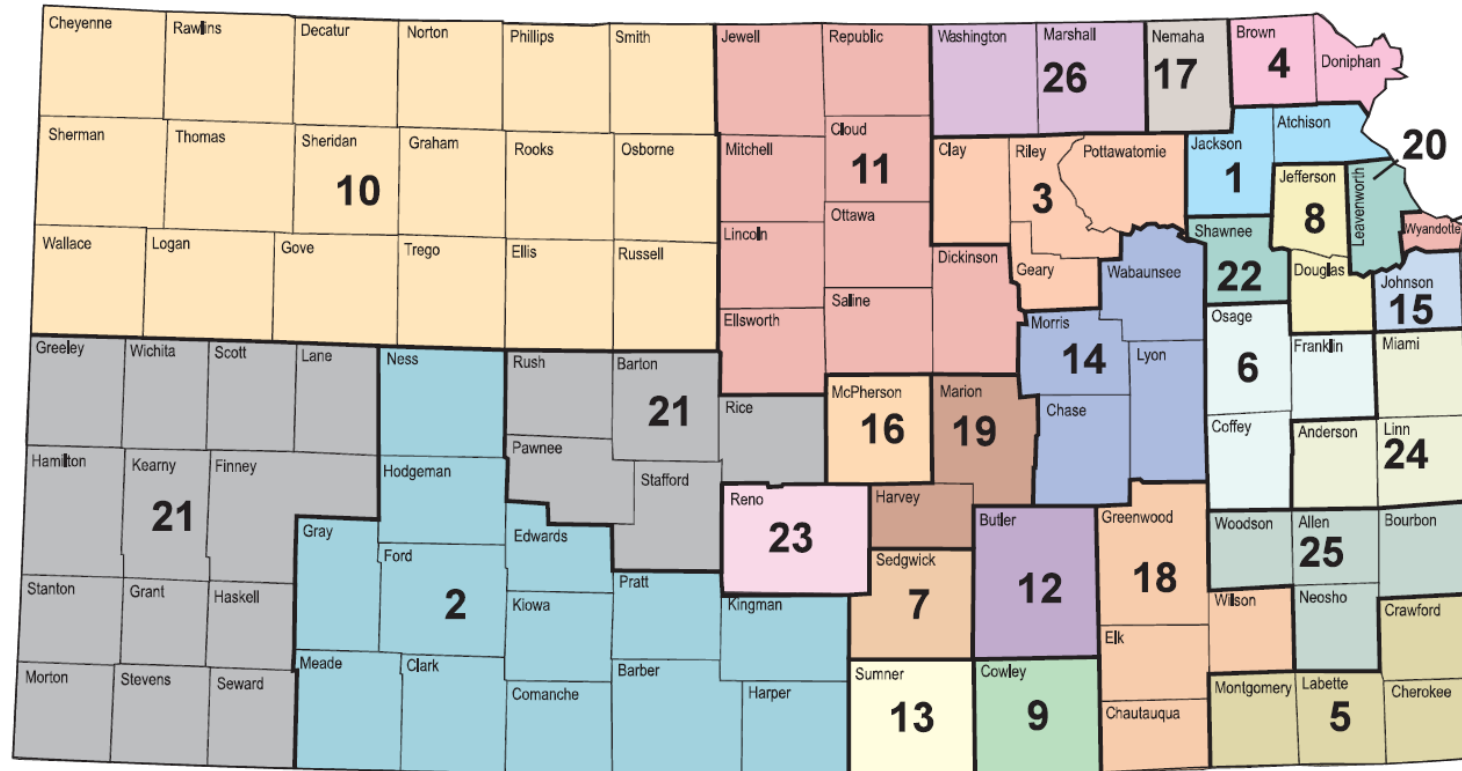 Cheyenne
Rawlins
Decatur
Norton
Phillips
Smith
Jewell
Republic
Washington
Marshall
26
Nemaha
17
Brown
4
Doniphan
Sherman
Thomas
Sheridan
10
Graham
Rooks
Osborne
Mitchell
Cloud
11
Clay
Riley
3
Pottawatomie
Jackson
1
Atchison
20
Jefferson
8
Leavenworth
Wyandotte
Wallace
Logan
Gove
Trego
Ellis
Russell
Lincoln
Ottawa
Dickinson
Geary
Wabaunsee
Shawnee
22
Douglas
Johnson
15
Ellsworth
Saline
Morris
14
Lyon
Osage
6
Franklin
Miami
Greeley
Wichita
Scott
Lane
Ness
Rush
Barton
21
Rice
McPherson
16
Marion
19
Chase
Coffey
Anderson
Linn
24
Hamilton
Kearny
21
Finney
Hodgeman
Pawnee
Stafford
Reno
23
Harvey
Butler
12
Greenwood
18
Woodson
Allen
25
Bourbon
Gray
Ford
2
Edwards
Sedgwick
7
Stanton
Grant
Haskell
Kiowa
Pratt
Kingman
Elk
Wilson
Neosho
Crawford
Morton
Stevens
Seward
Meade
Clark
Comanche
Barber
Harper
Sumner
13
Cowley
9
Chautauqua
Montgomery
Labette
5
Cherokee